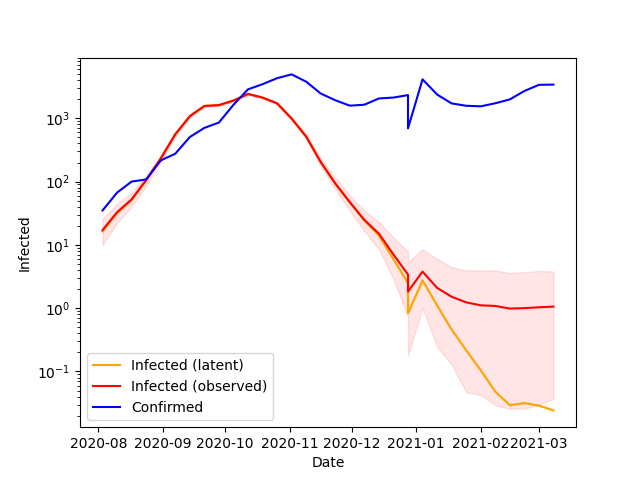 Infected
10³
10²
10¹
10⁰
10⁻¹
Infected (latent)
Infected (observed)
Confirmed
2020-08 2020-09 2020-10 2020-11 2020-12 2021-01 2021-02 2021-03
Date